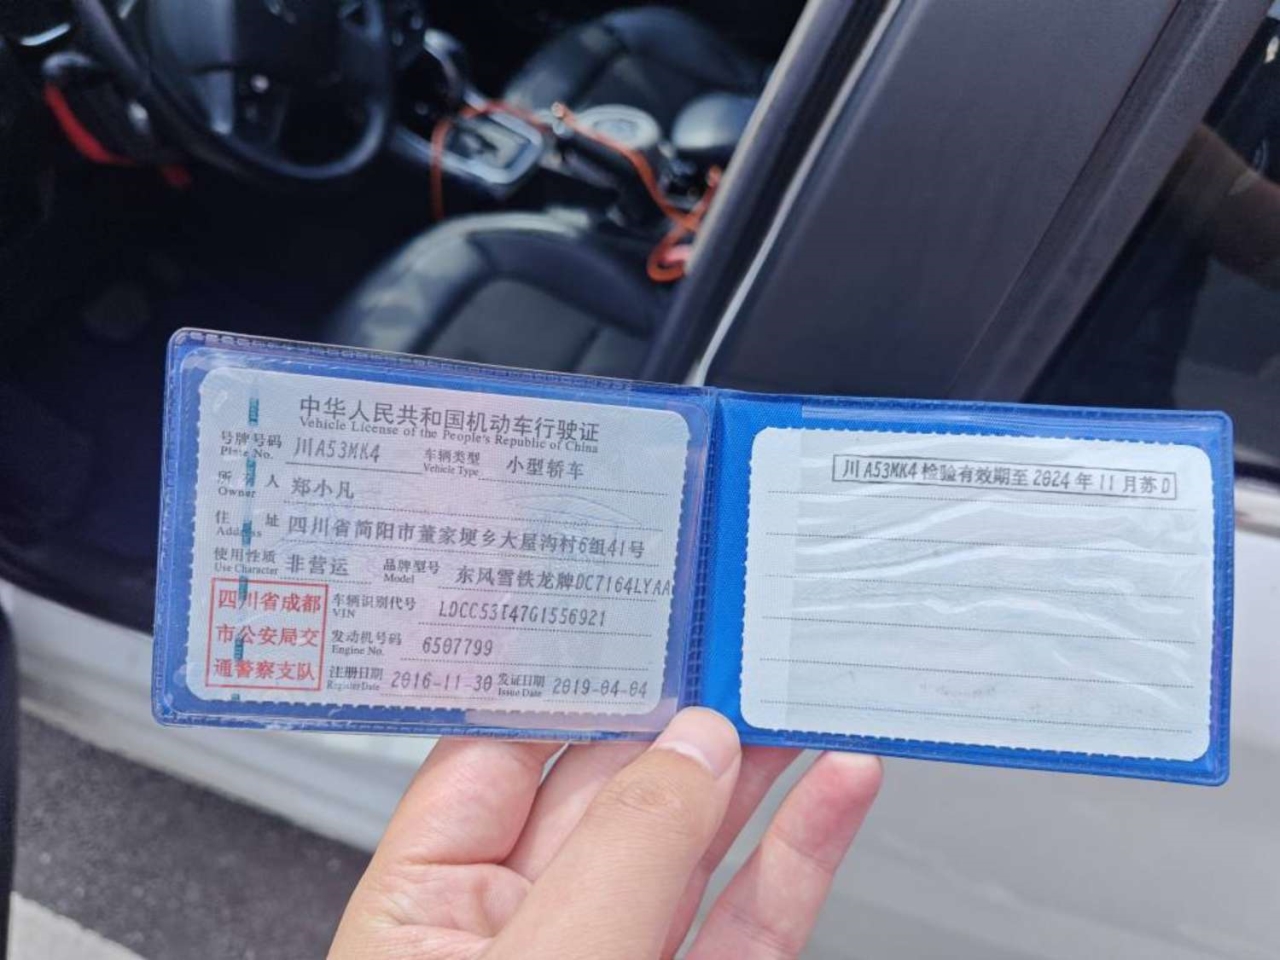 中华人民共和国机动车行驶证
Vehicle License of the People's Republic of China
号牌号码 川A53MK4 车辆类型 小型轿车
Plate No. Vehicle Type
所有人 郑小凡
Owner
住址 四川省简阳市董家埂乡大屋沟村6组41号
Address
使用性质 非营运 品牌型号 东风雪铁龙牌DC7164LYAA
Use Character Model
四川省成都
市公安局交
通警察支队
车辆识别代号 LDCC53T47G1556921
VIN
发动机号码 6507799
Engine No.
注册日期 2016-11-30 发证日期 2019-04-04
Register Date Issue Date
川A53MK4检验有效期至2024年11月苏D